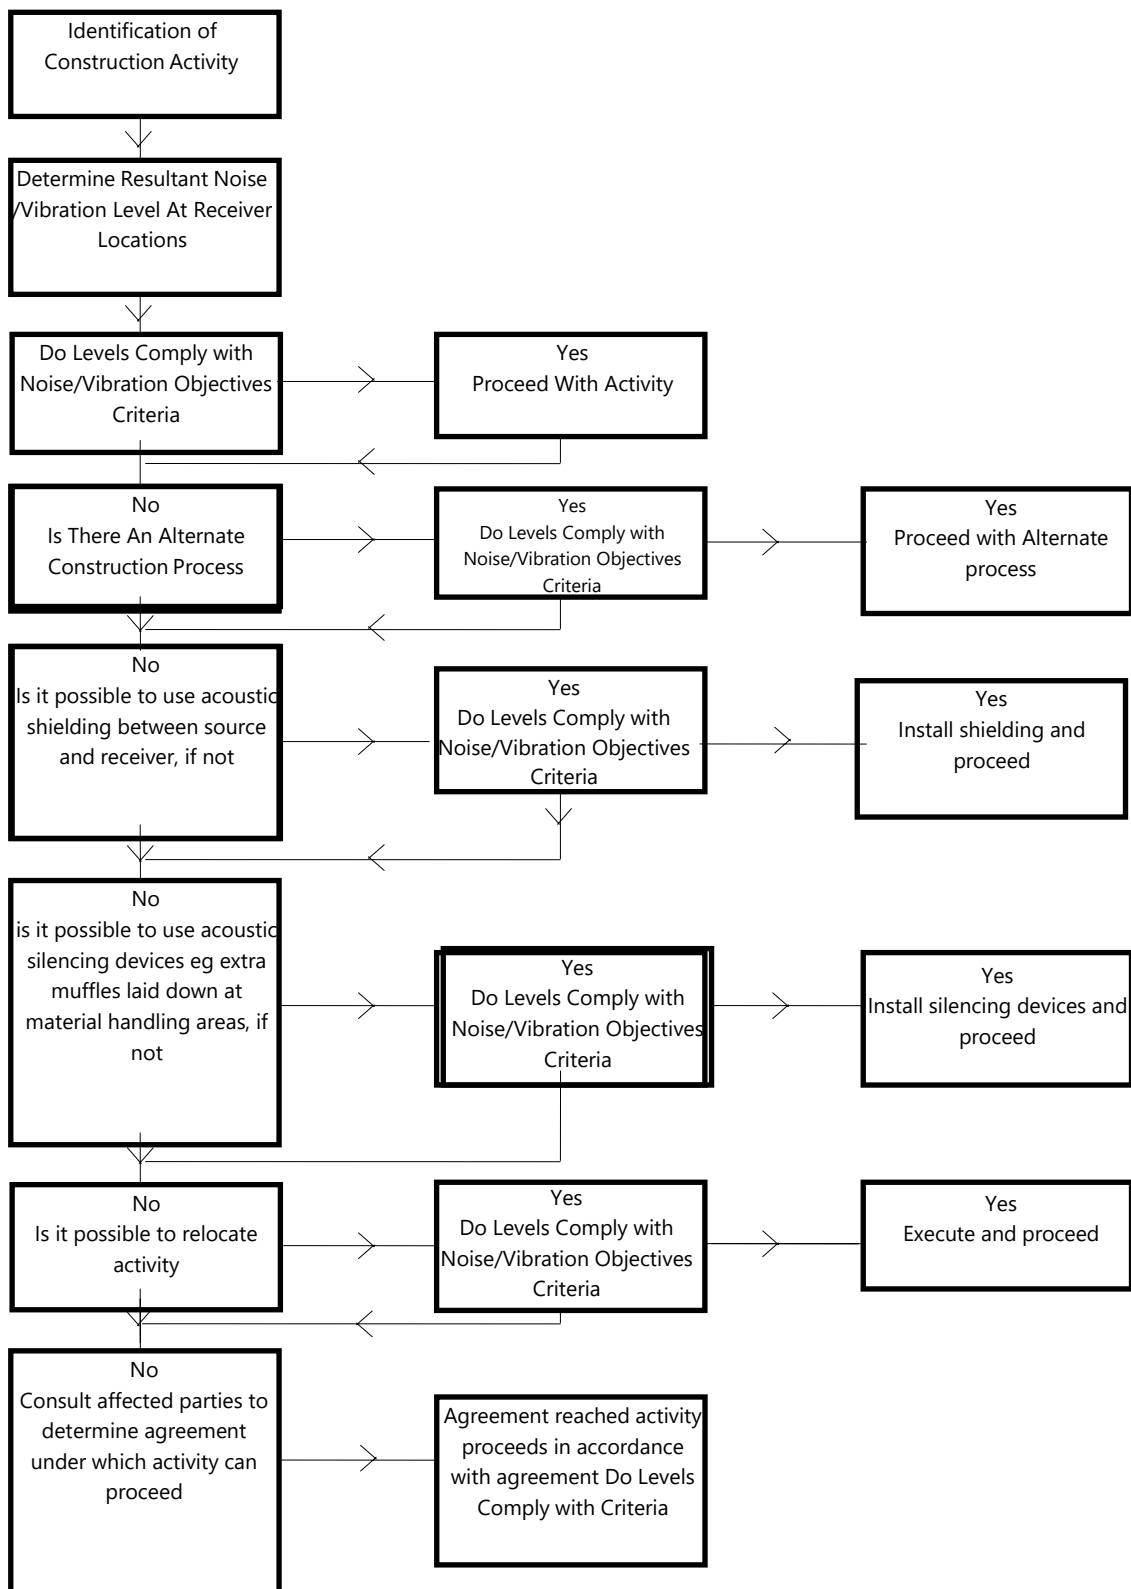 Identification of
Construction Activity
Determine Resultant Noise
/Vibration Level At Receiver
Locations
Do Levels Comply with
Noise/Vibration Objectives
Criteria
Yes
Proceed With Activity
No
Is There An Alternate
Construction Process
Yes
Do Levels Comply with
Noise/Vibration Objectives
Criteria
Yes
Proceed with Alternate
process
No
Is it possible to use acoustic
shielding between source
and receiver, if not
Yes
Do Levels Comply with
Noise/Vibration Objectives
Criteria
Yes
Install shielding and
proceed
No
is it possible to use acoustic
silencing devices eg extra
muffles laid down at
material handling areas, if
not
Yes
Do Levels Comply with
Noise/Vibration Objectives
Criteria
Yes
Install silencing devices and
proceed
No
Is it possible to relocate
activity
Yes
Do Levels Comply with
Noise/Vibration Objectives
Criteria
Yes
Execute and proceed
No
Consult affected parties to
determine agreement
under which activity can
proceed
Agreement reached activity
proceeds in accordance
with agreement Do Levels
Comply with Criteria